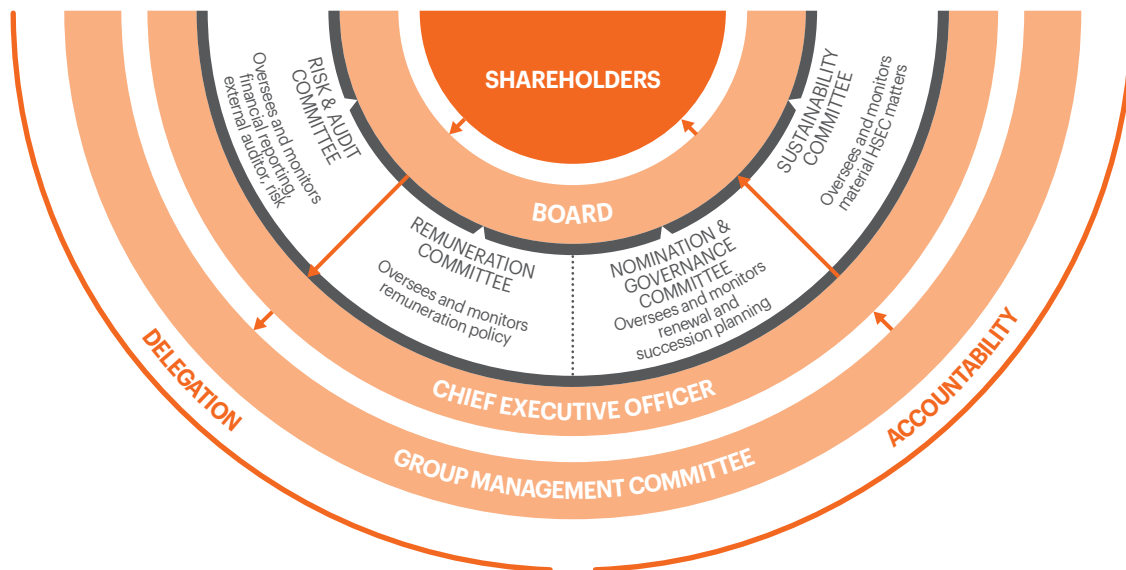 SHAREHOLDERS
BOARD
RISK & AUDIT
COMMITTEE
Oversees and monitors
financial reporting,
external auditor, risk
REMUNERATION
COMMITTEE
Oversees and monitors
remuneration policy
NOMINATION &
GOVERNANCE
COMMITTEE
Oversees and monitors
renewal and
succession planning
SUSTAINABILITY
COMMITTEE
Oversees and monitors
material HSEC matters
CHIEF EXECUTIVE OFFICER
GROUP MANAGEMENT COMMITTEE
DELEGATION
ACCOUNTABILITY